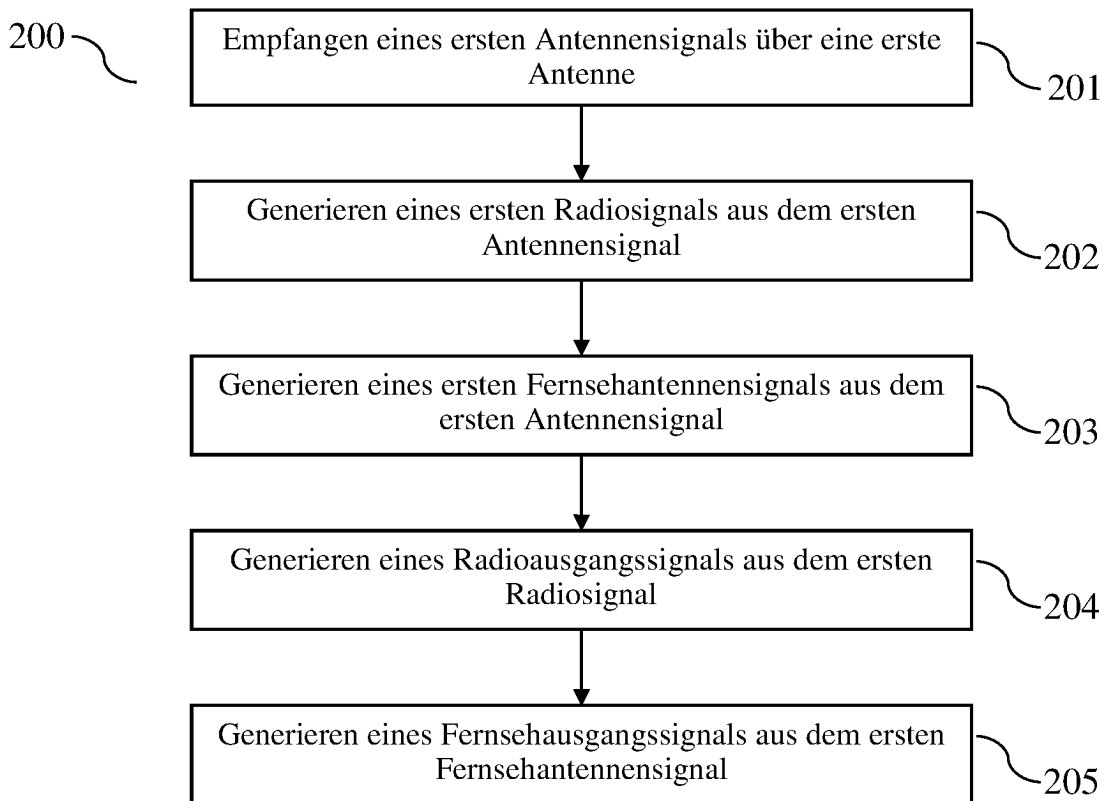 200
Empfangen eines ersten Antennensignals über eine erste
Antenne
201
Generieren eines ersten Radiosignals aus dem ersten
Antennensignal
202
Generieren eines ersten Fernsehantennensignals aus dem
ersten Antennensignal
203
Generieren eines Radioausgangssignals aus dem ersten
Radiosignal
204
Generieren eines Fernsehausgangssignals aus dem ersten
Fernsehantennensignal
205